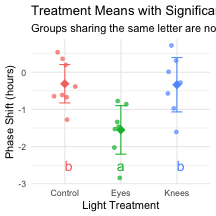 Treatment Means with Significa
Groups sharing the same letter are no
Phase Shift (hours)
0
-1
-2
-3
b
a
b
Control
Eyes
Knees
Light Treatment